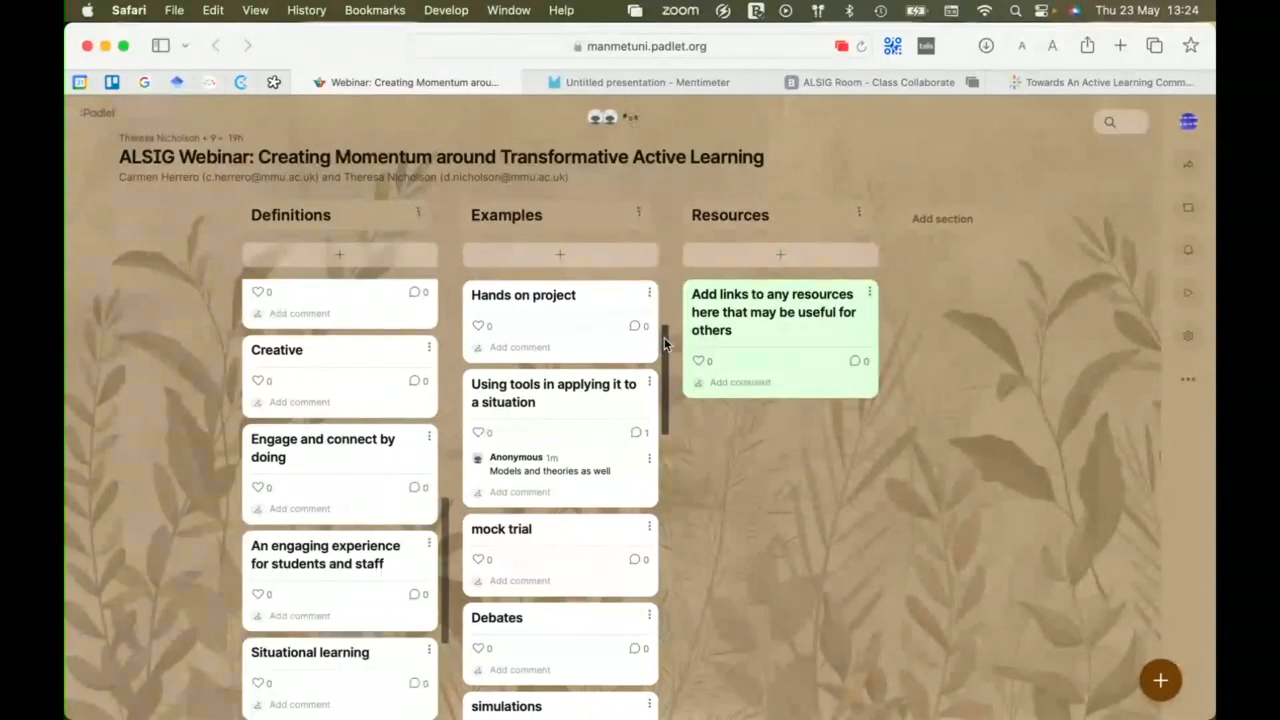 Safari File Edit View History Bookmarks Develop Window Help zoom Thu 23 May 13:24
manmetuni.padlet.org talis A A
Webinar: Creating Momentum arou... Untitled presentation - Mentimeter B ALSIG Room - Class Collaborate Towards An Active Learning Comm...
:Padlet
Theresa Nicholson • 9 - 19h
ALSIG Webinar: Creating Momentum around Transformative Active Learning
Carmen Herrero (c.herrero@mmu.ac.uk) and Theresa Nicholson (d.nicholson@mmu.ac.uk)
Definitions
0 0
Add comment
Creative
0 0
Add comment
Engage and connect by
doing
0 0
Add comment
An engaging experience
for students and staff
0 0
Add comment
Situational learning
0 0
Add comment
Examples
Hands on project
0 0
Add comment
Using tools in applying it to
a situation
0 1
Anonymous 1m
Models and theories as well
Add comment
mock trial
0 0
Add comment
Debates
0 0
Add comment
simulations
Resources
Add links to any resources
here that may be useful for
others
0 0
Add comment
Add section